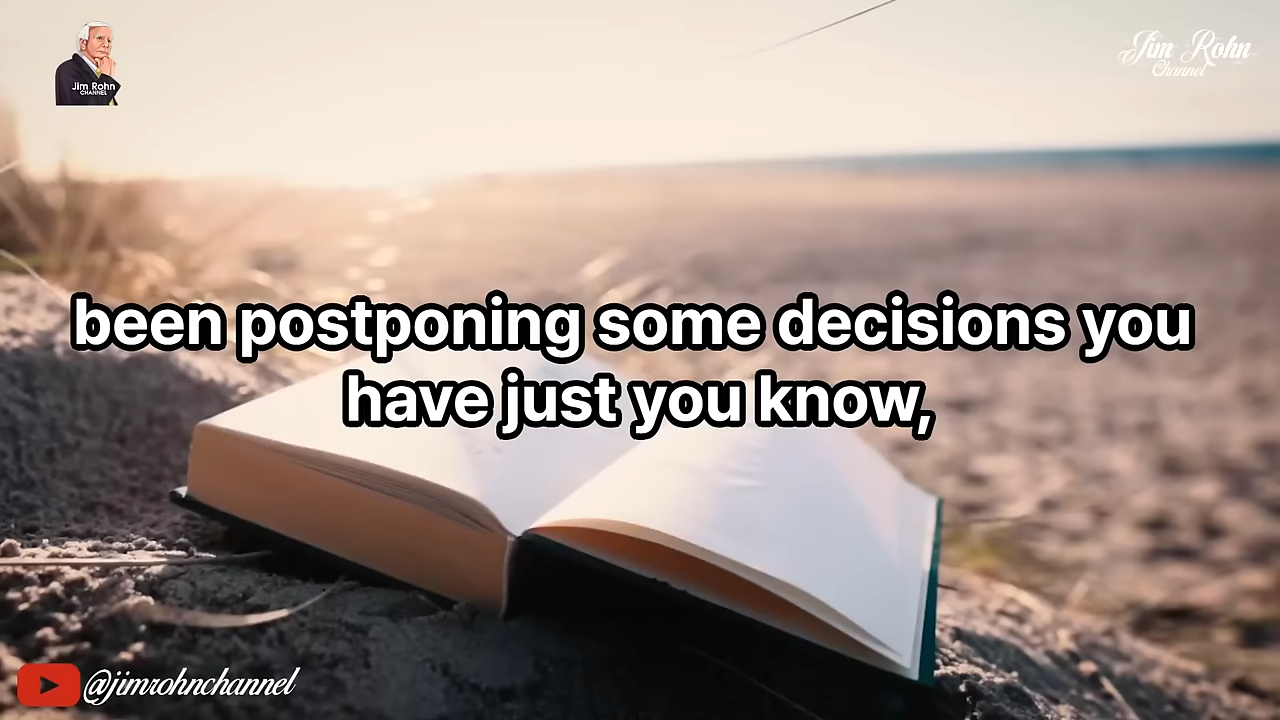 Jim Rohn
CHANNEL
Jim Rohn
Channel
been postponing some decisions you
have just you know,
@jimrohnchannel